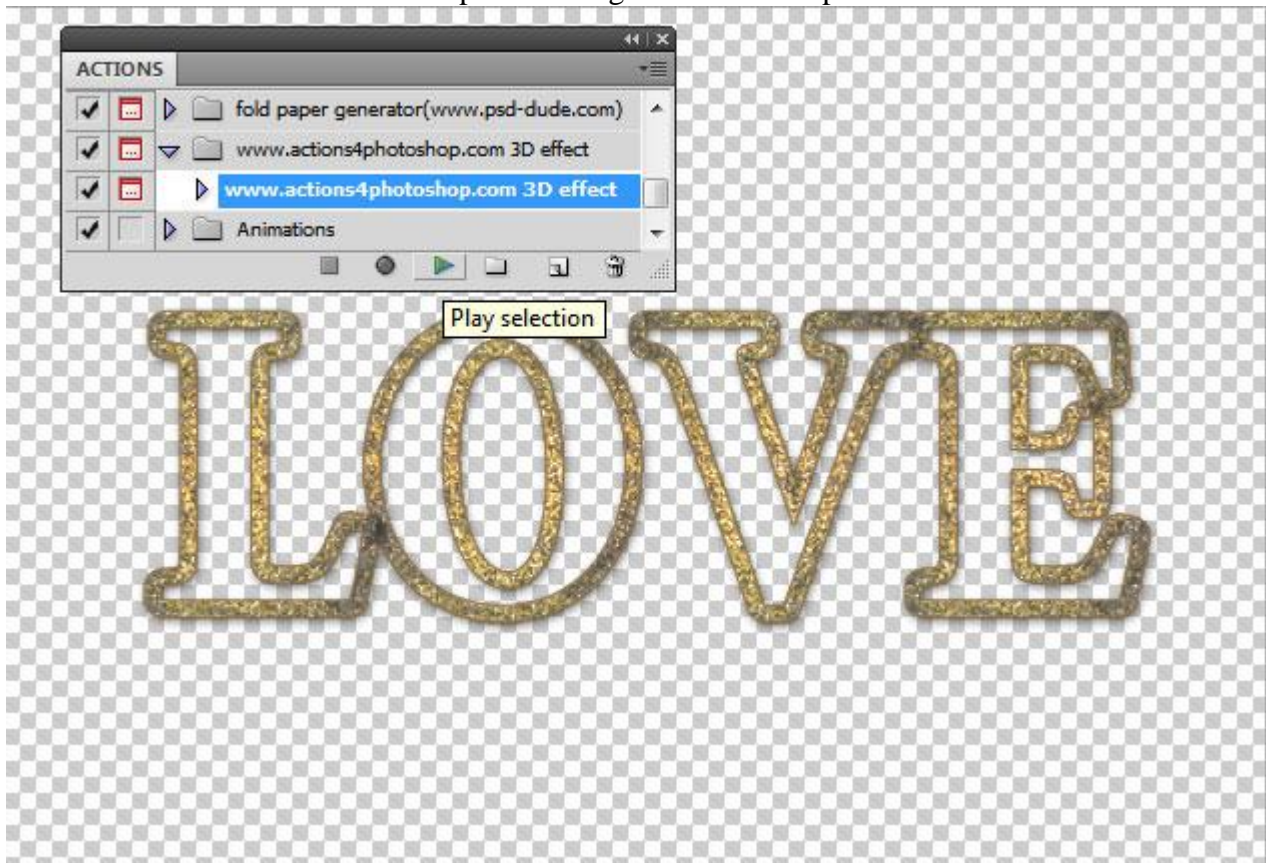 ACTIONS
fold paper generator(www.psd-dude.com)
www.actions4photoshop.com 3D effect
www.actions4photoshop.com 3D effect
Animations
Play selection
LOVE